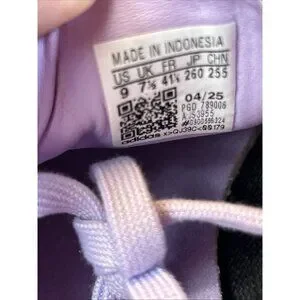 MADE IN INDONESIA
US UK FR JP CHN
9 7½ 41⅓ 260 255
04/25
PGD 789006
adidas